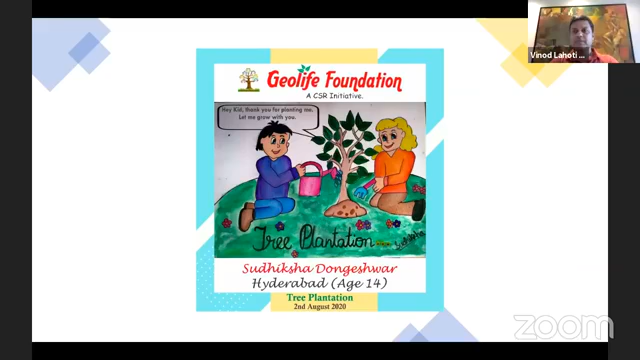 Vinod Lahoti ...
Geolife Foundation
A CSR Initiative.
Hey Kid, thank you for planting me.
Let me grow with you.
Tree Plantation
Sudhiksha
Sudhiksha Dongeshwar
Hyderabad (Age 14)
Tree Plantation
2nd August 2020
zoom